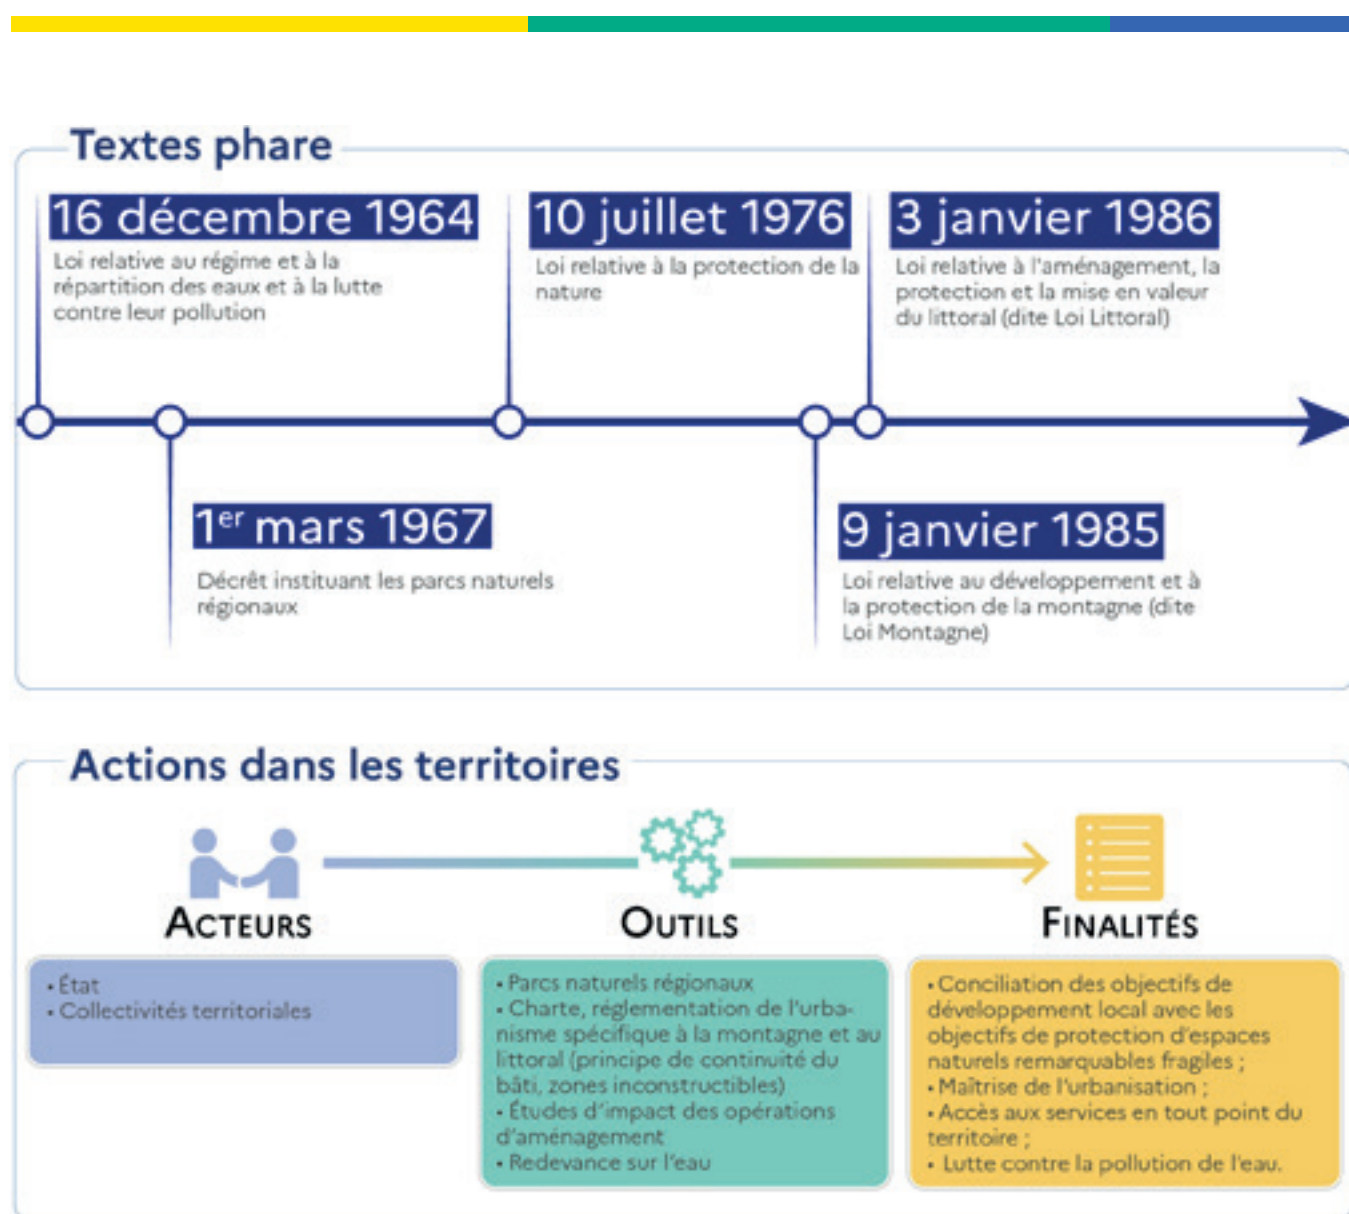 Textes phare
16 décembre 1964
Loi relative au régime et à la
répartition des eaux et à la lutte
contre leur pollution
10 juillet 1976
Loi relative à la protection de la
nature
3 janvier 1986
Loi relative à l'aménagement, la
protection et la mise en valeur
du littoral (dite Loi Littoral)
1er mars 1967
Décrêt instituant les parcs naturels
régionaux
9 janvier 1985
Loi relative au développement et à
la protection de la montagne (dite
Loi Montagne)
Actions dans les territoires
ACTEURS
• État
• Collectivités territoriales
OUTILS
• Parcs naturels régionaux
• Charte, réglementation de l'urba-
nisme spécifique à la montagne et au
littoral (principe de continuité du
bâti, zones inconstructibles)
• Études d'impact des opérations
d'aménagement
• Redevance sur l'eau
FINALITÉS
• Conciliation des objectifs de
développement local avec les
objectifs de protection d'espaces
naturels remarquables fragiles ;
• Maîtrise de l'urbanisation ;
• Accès aux services en tout point du
territoire ;
• Lutte contre la pollution de l'eau.